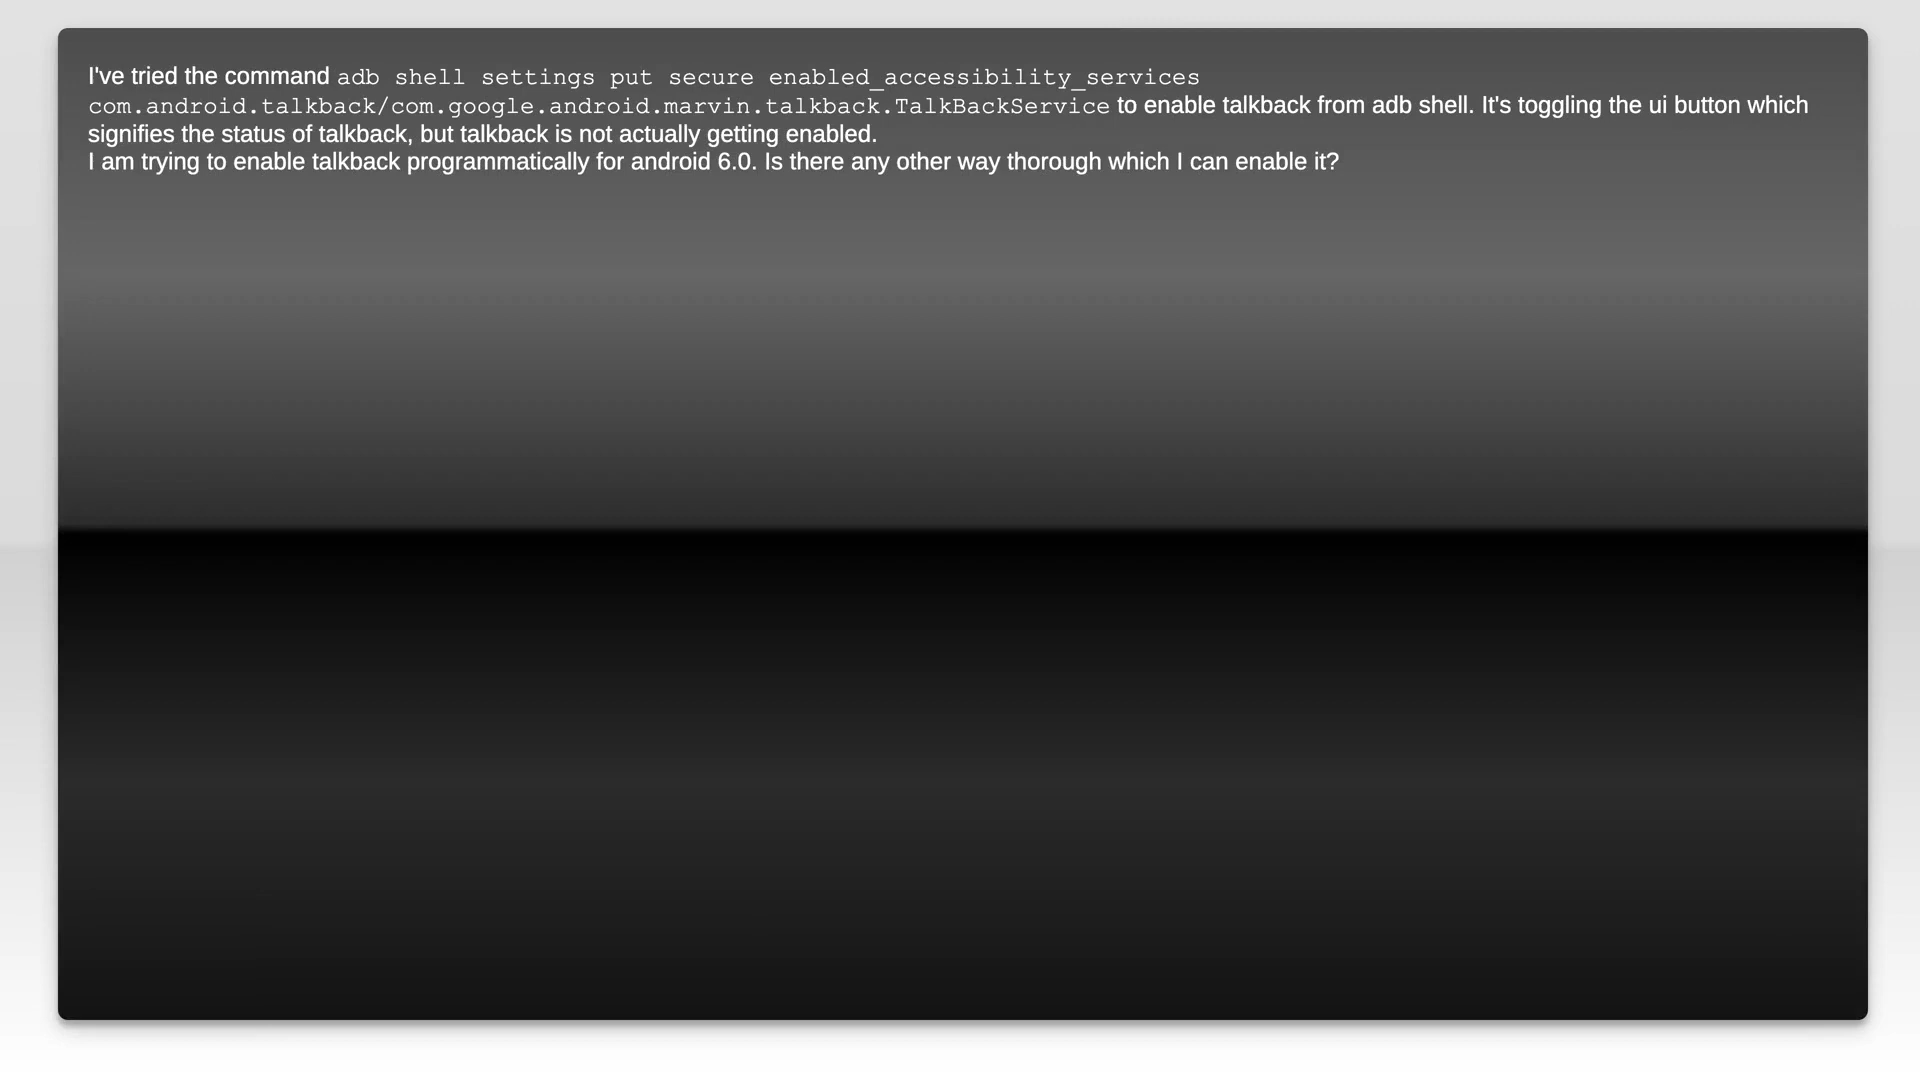 I've tried the command adb shell settings put secure enabled_accessibility_services
com.android.talkback/com.google.android.marvin.talkback.TalkBackService to enable talkback from adb shell. It's toggling the ui button which
signifies the status of talkback, but talkback is not actually getting enabled.
I am trying to enable talkback programmatically for android 6.0. Is there any other way thorough which I can enable it?